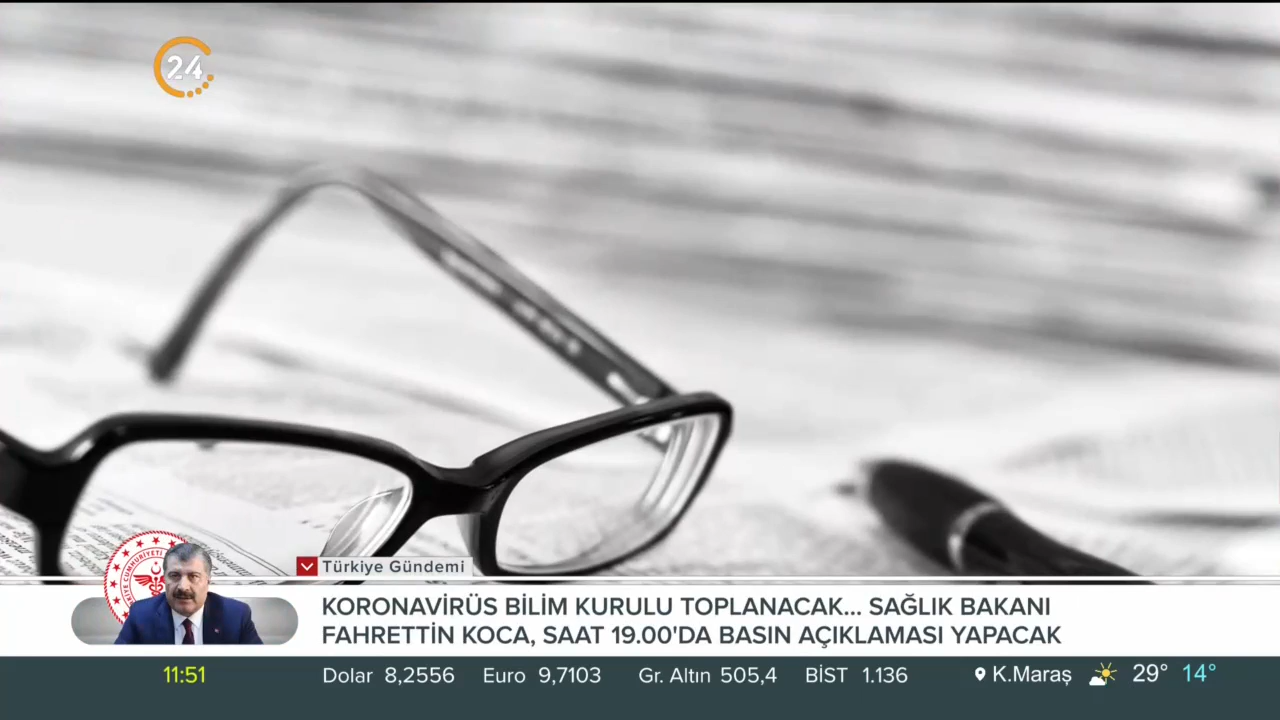 24
Türkiye Gündemi
KORONAVİRÜS BİLİM KURULU TOPLANACAK... SAĞLIK BAKANI
FAHRETTİN KOCA, SAAT 19.00'DA BASIN AÇIKLAMASI YAPACAK
11:51 Dolar 8,2556 Euro 9,7103 Gr. Altın 505,4 BİST 1.136 K.Maraş 29° 14°